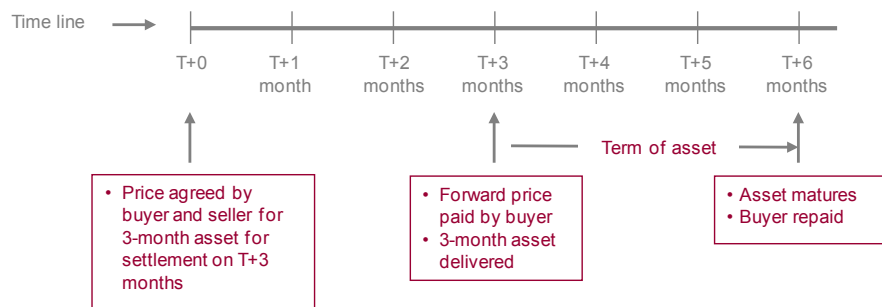 Time line
T+0
T+1
month
T+2
months
T+3
months
T+4
months
T+5
months
T+6
months
Term of asset
• Price agreed by
buyer and seller for
3-month asset for
settlement on T+3
months
• Forward price
paid by buyer
• 3-month asset
delivered
• Asset matures
• Buyer repaid